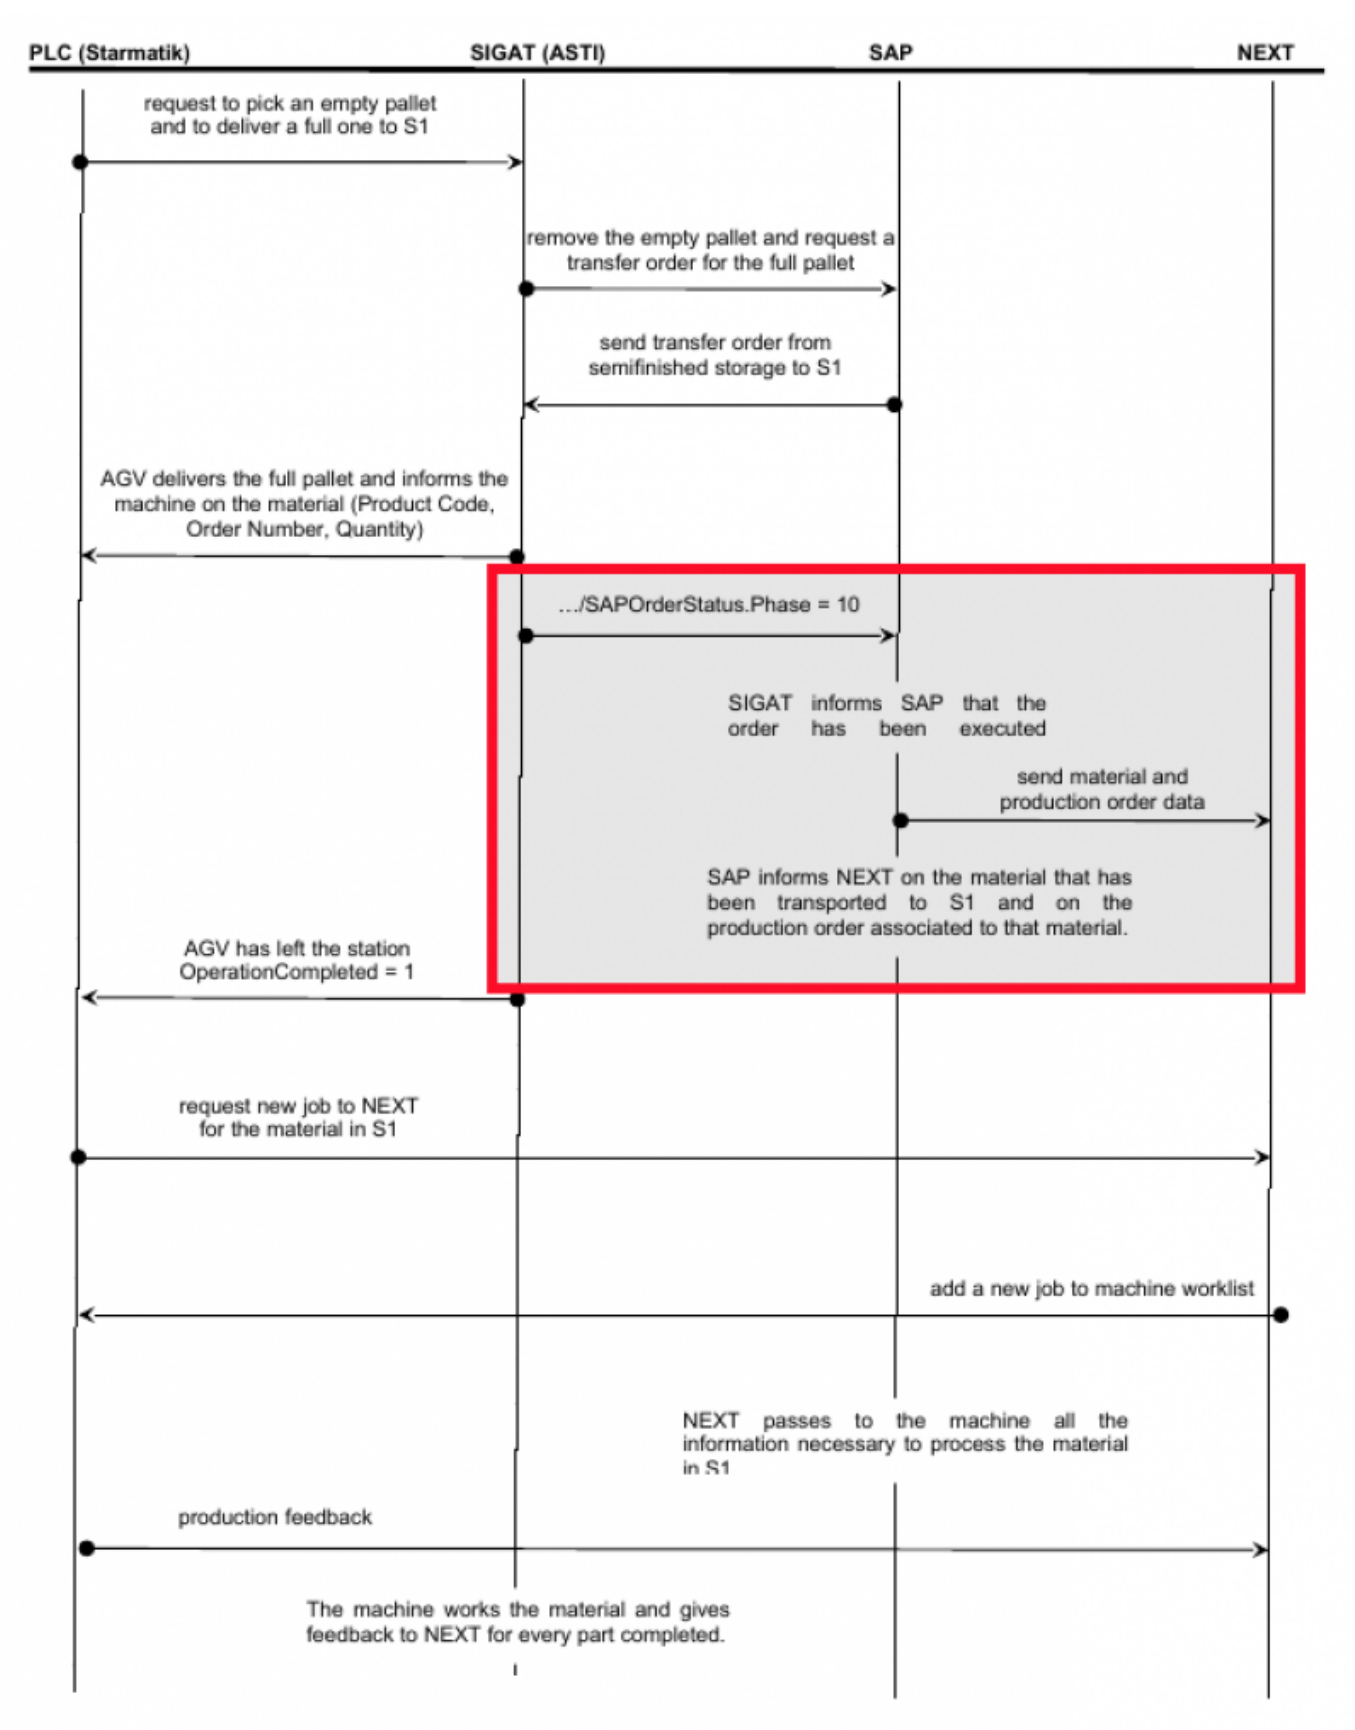 PLC (Starmatik) SIGAT (ASTI) SAP NEXT
request to pick an empty pallet
and to deliver a full one to S1
remove the empty pallet and request a
transfer order for the full pallet
send transfer order from
semifinished storage to S1
AGV delivers the full pallet and informs the
machine on the material (Product Code,
Order Number, Quantity)
.../SAPOrderStatus.Phase = 10
SIGAT informs SAP that the
order has been executed
send material and
production order data
SAP informs NEXT on the material that has
been transported to S1 and on the
production order associated to that material.
AGV has left the station
OperationCompleted = 1
request new job to NEXT
for the material in S1
add a new job to machine worklist
NEXT passes to the machine all the
information necessary to process the material
in S1
production feedback
The machine works the material and gives
feedback to NEXT for every part completed.